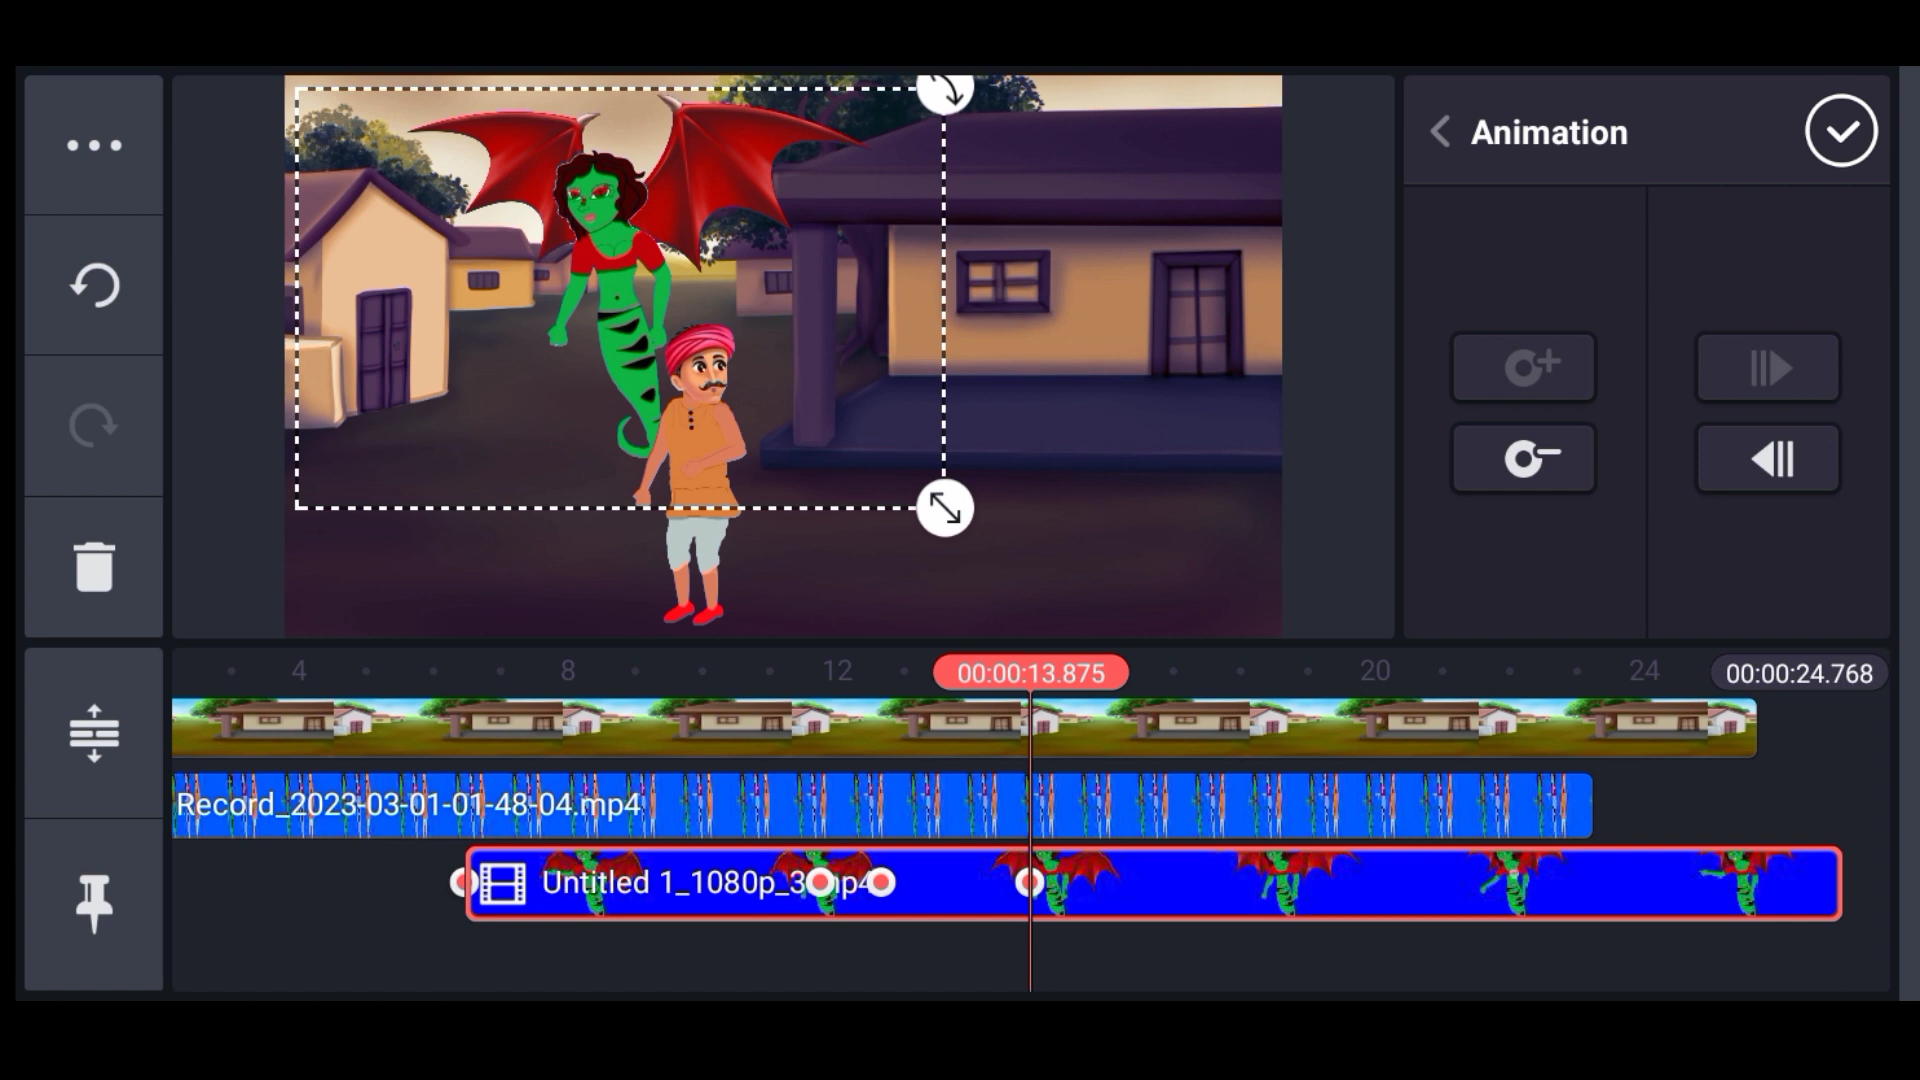 Animation
4 8 12 00:00:13.875 20 24 00:00:24.768
Record_2023-03-01-01-48-04.mp4
Untitled 1_1080p_3 mp4